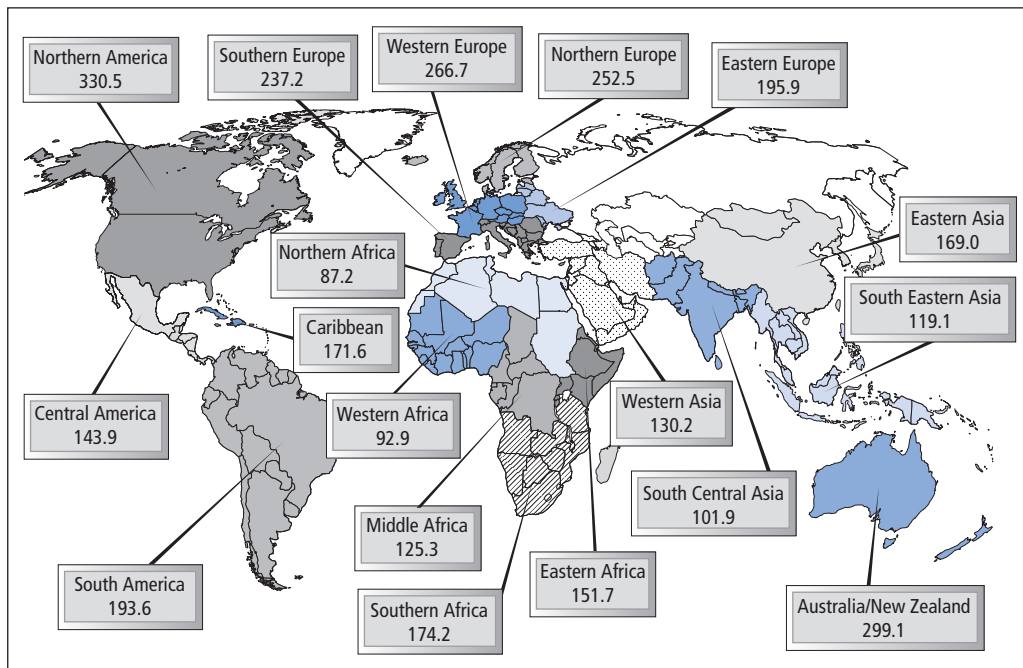 Northern America
330.5
Southern Europe
237.2
Western Europe
266.7
Northern Europe
252.5
Eastern Europe
195.9
Northern Africa
87.2
Eastern Asia
169.0
South Eastern Asia
119.1
Caribbean
171.6
Central America
143.9
Western Africa
92.9
Western Asia
130.2
South Central Asia
101.9
Middle Africa
125.3
South America
193.6
Southern Africa
174.2
Eastern Africa
151.7
Australia/New Zealand
299.1